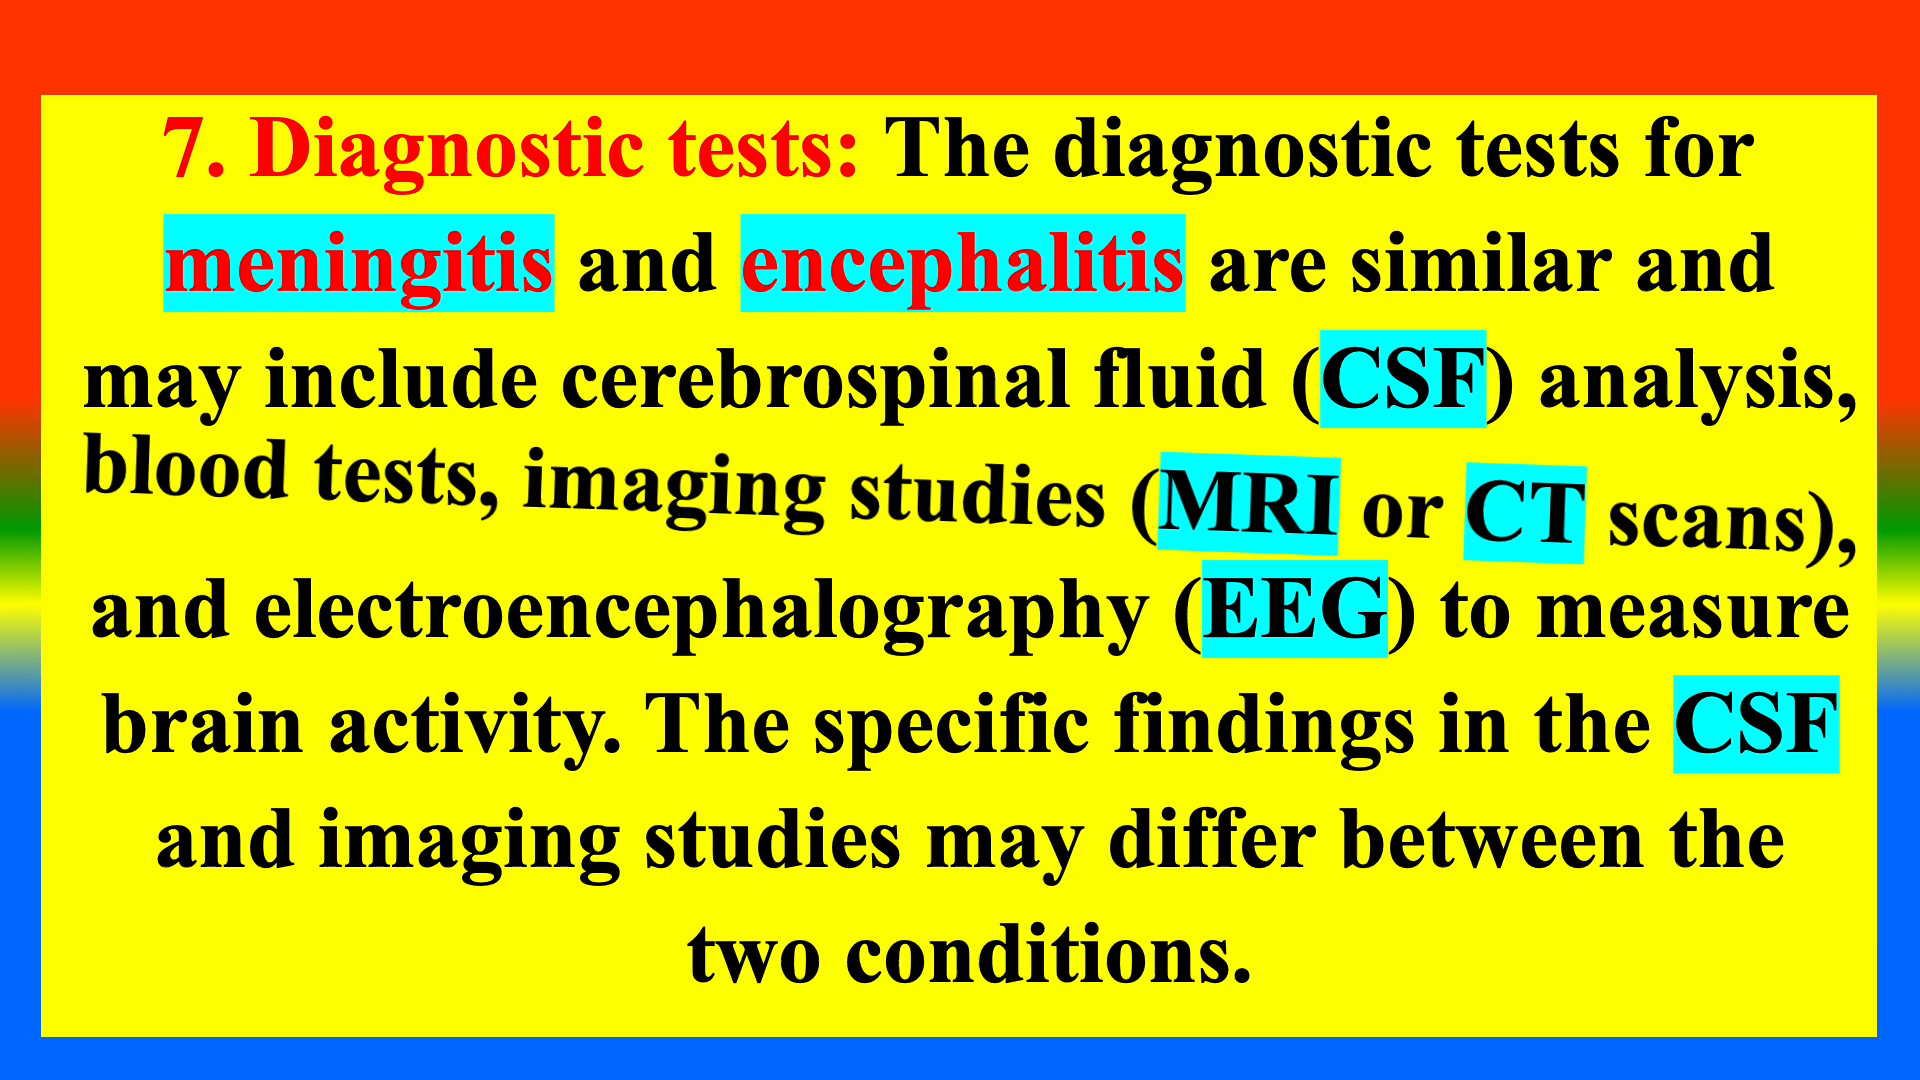 7. Diagnostic tests: The diagnostic tests for
meningitis and encephalitis are similar and
may include cerebrospinal fluid (CSF) analysis,
blood tests, imaging studies (MRI or CT scans),
and electroencephalography (EEG) to measure
brain activity. The specific findings in the CSF
and imaging studies may differ between the
two conditions.